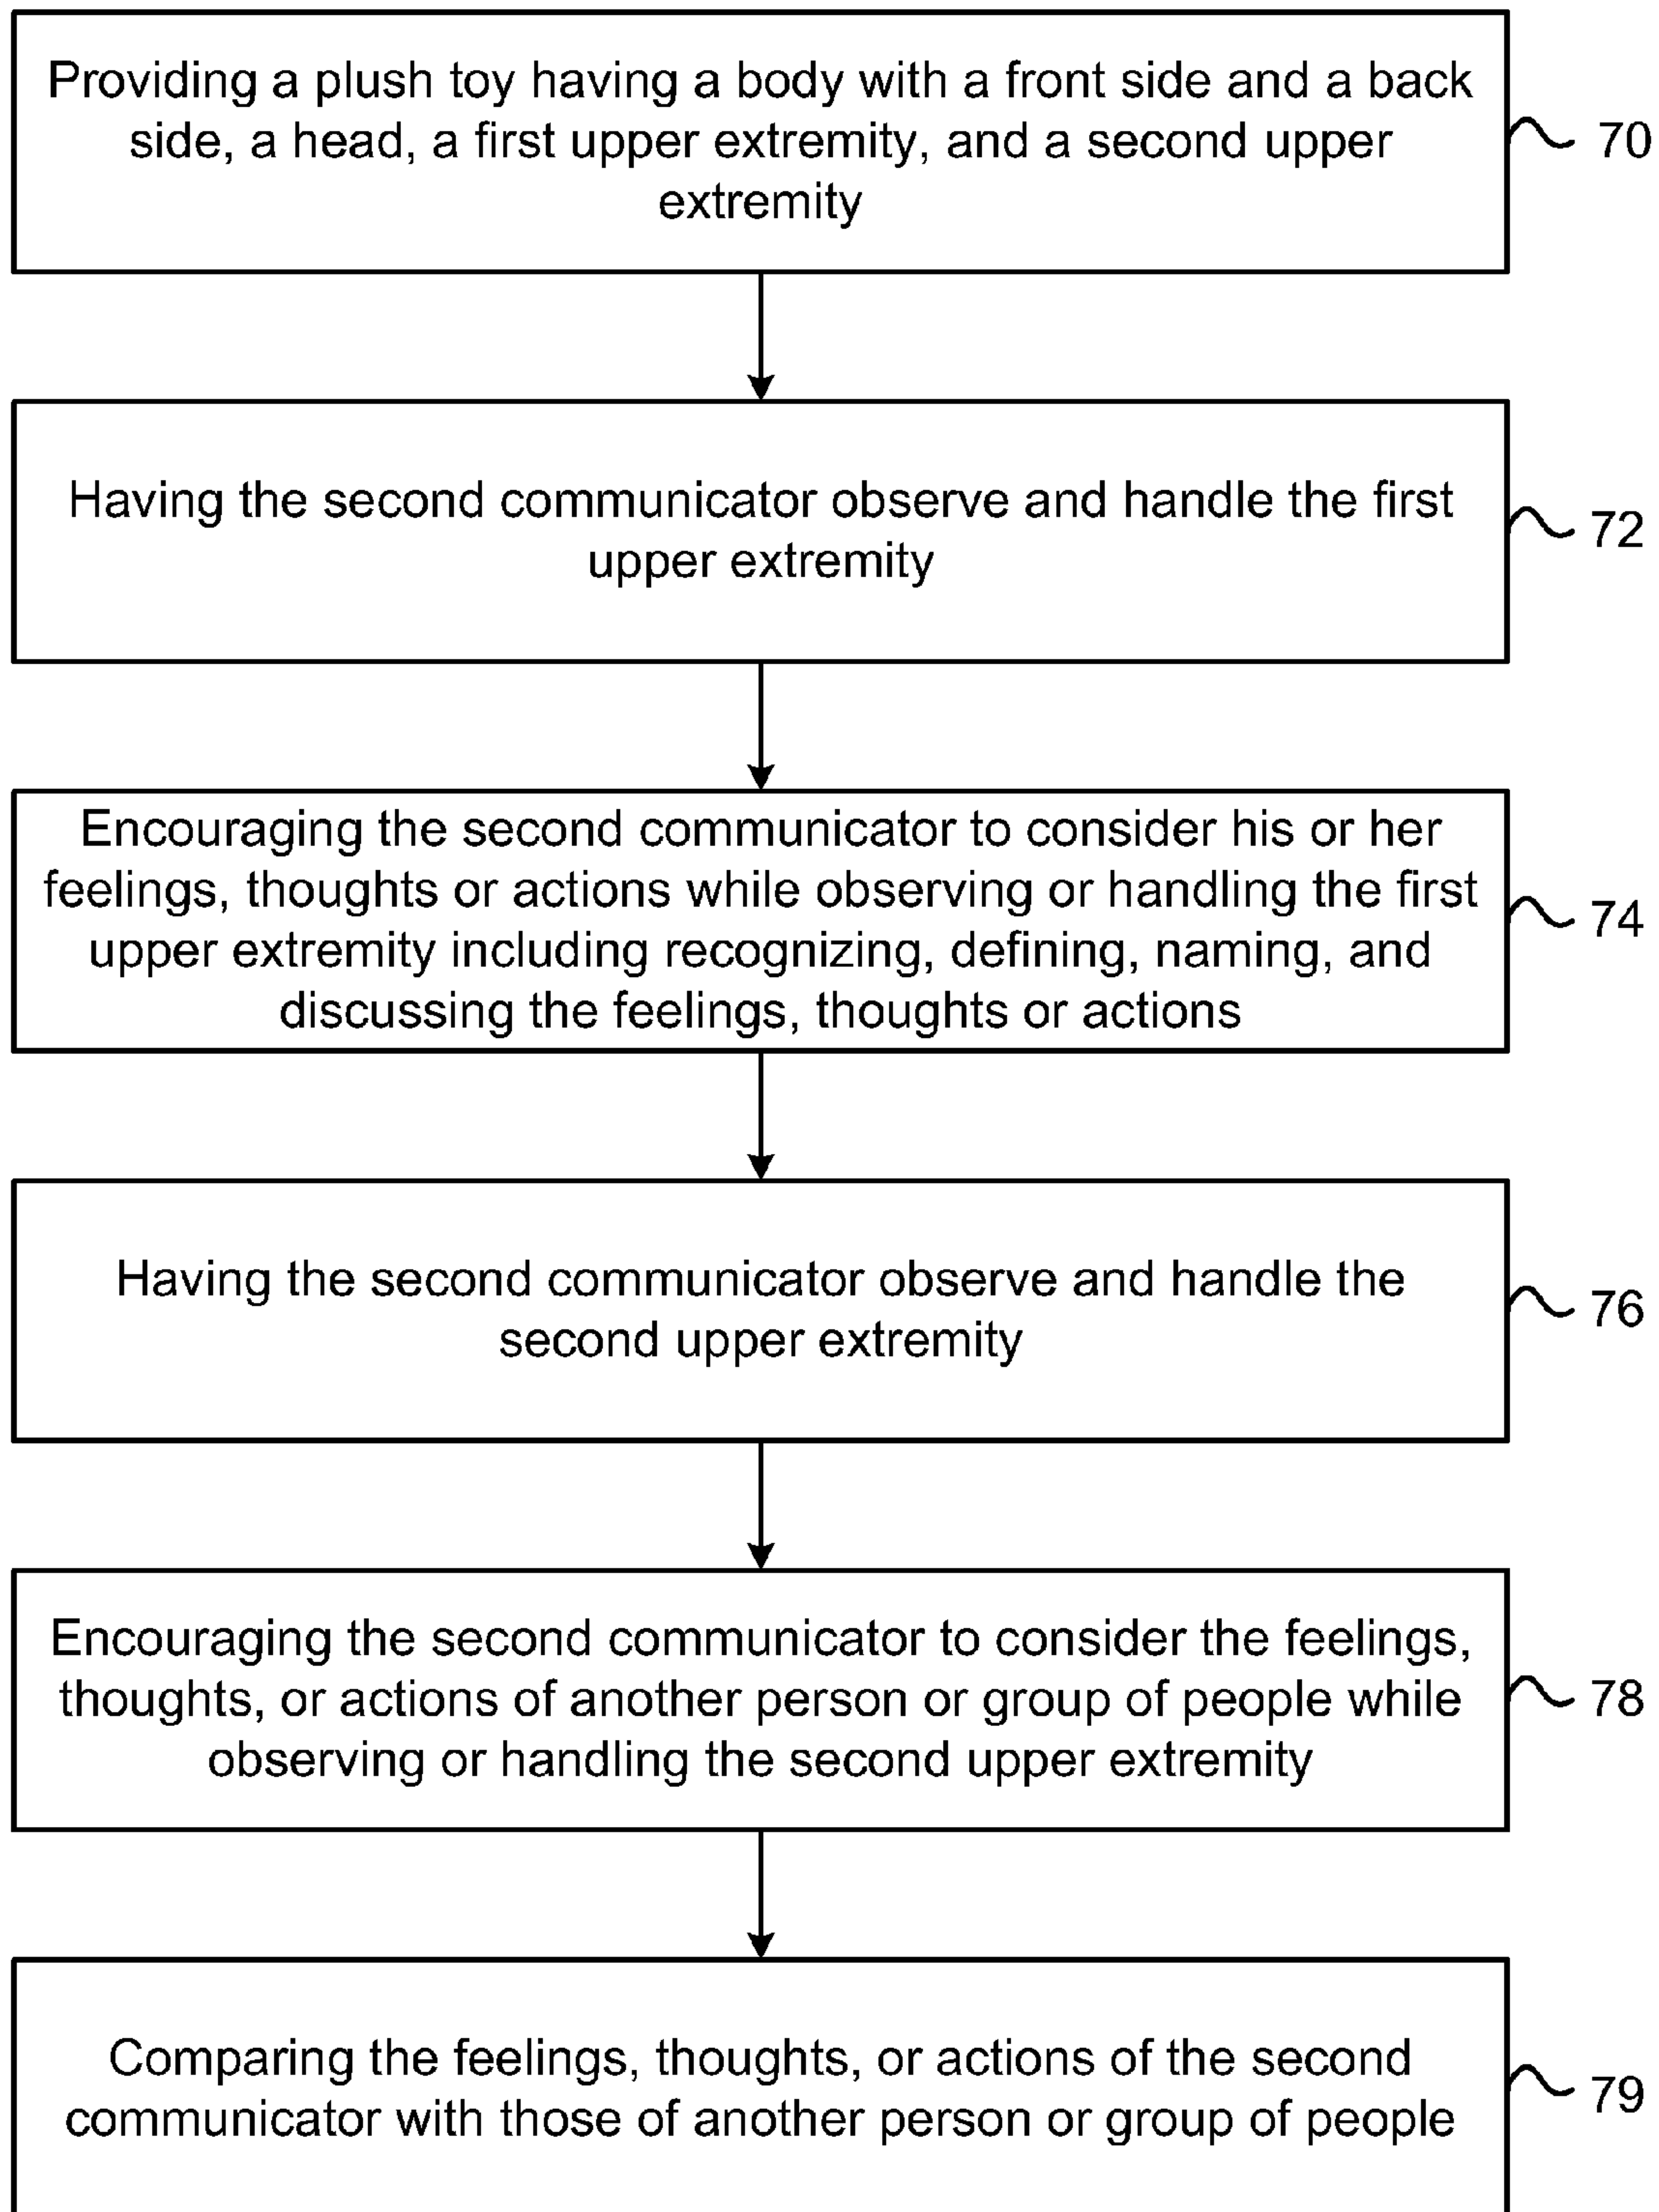 Providing a plush toy having a body with a front side and a back
side, a head, a first upper extremity, and a second upper
extremity
70
Having the second communicator observe and handle the first
upper extremity
72
Encouraging the second communicator to consider his or her
feelings, thoughts or actions while observing or handling the first
upper extremity including recognizing, defining, naming, and
discussing the feelings, thoughts or actions
74
Having the second communicator observe and handle the
second upper extremity
76
Encouraging the second communicator to consider the feelings,
thoughts, or actions of another person or group of people while
observing or handling the second upper extremity
78
Comparing the feelings, thoughts, or actions of the second
communicator with those of another person or group of people
79